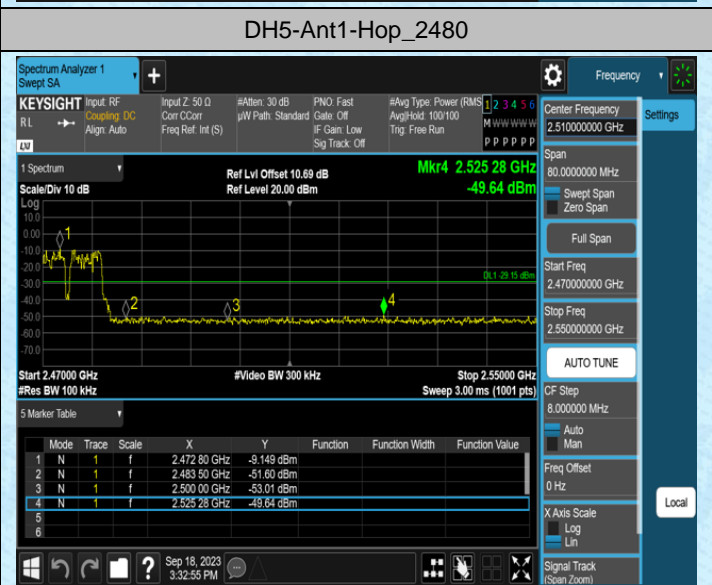 DH5-Ant1-Hop_2480
Spectrum Analyzer 1
Swept SA
+
Frequency
KEYSIGHT
RL
LXI
Input: RF
Coupling: DC
Align: Auto
Input Z: 50 Ω
Corr CCorr
Freq Ref: Int (S)
#Atten: 30 dB
µW Path: Standard
PNO: Fast
Gate: Off
IF Gain: Low
Sig Track: Off
#Avg Type: Power (RMS
Avg|Hold: 100/100
Trig: Free Run
1 2 3 4 5 6
M W W W W W
P P P P P P
1 Spectrum
Scale/Div 10 dB
Ref Lvl Offset 10.69 dB
Ref Level 20.00 dBm
Mkr4 2.525 28 GHz
-49.64 dBm
Log
10.0
0.00
-10.0
-20.0
-30.0
-40.0
-50.0
-60.0
-70.0
1
2
3
4
DL1 -29.15 dBm
Start 2.47000 GHz
#Res BW 100 kHz
#Video BW 300 kHz
Stop 2.55000 GHz
Sweep 3.00 ms (1001 pts)
5 Marker Table
Mode Trace Scale X Y Function Function Width Function Value
1 N 1 f 2.472 80 GHz -9.149 dBm
2 N 1 f 2.483 50 GHz -51.60 dBm
3 N 1 f 2.500 00 GHz -53.01 dBm
4 N 1 f 2.525 28 GHz -49.64 dBm
5
6
Sep 18, 2023
3:32:55 PM
?
Center Frequency
2.510000000 GHz
Settings
Span
80.0000000 MHz
Swept Span
Zero Span
Full Span
Start Freq
2.470000000 GHz
Stop Freq
2.550000000 GHz
AUTO TUNE
CF Step
8.000000 MHz
Auto
Man
Freq Offset
0 Hz
Local
X Axis Scale
Log
Lin
Signal Track
(Span Zoom)